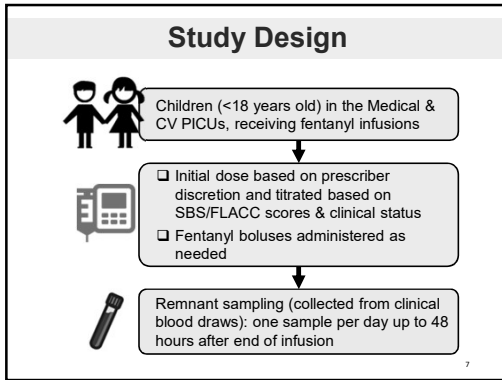 Study Design
Children (<18 years old) in the Medical &
CV PICUs, receiving fentanyl infusions
❑ Initial dose based on prescriber
discretion and titrated based on
SBS/FLACC scores & clinical status
❑ Fentanyl boluses administered as
needed
Remnant sampling (collected from clinical
blood draws): one sample per day up to 48
hours after end of infusion
7